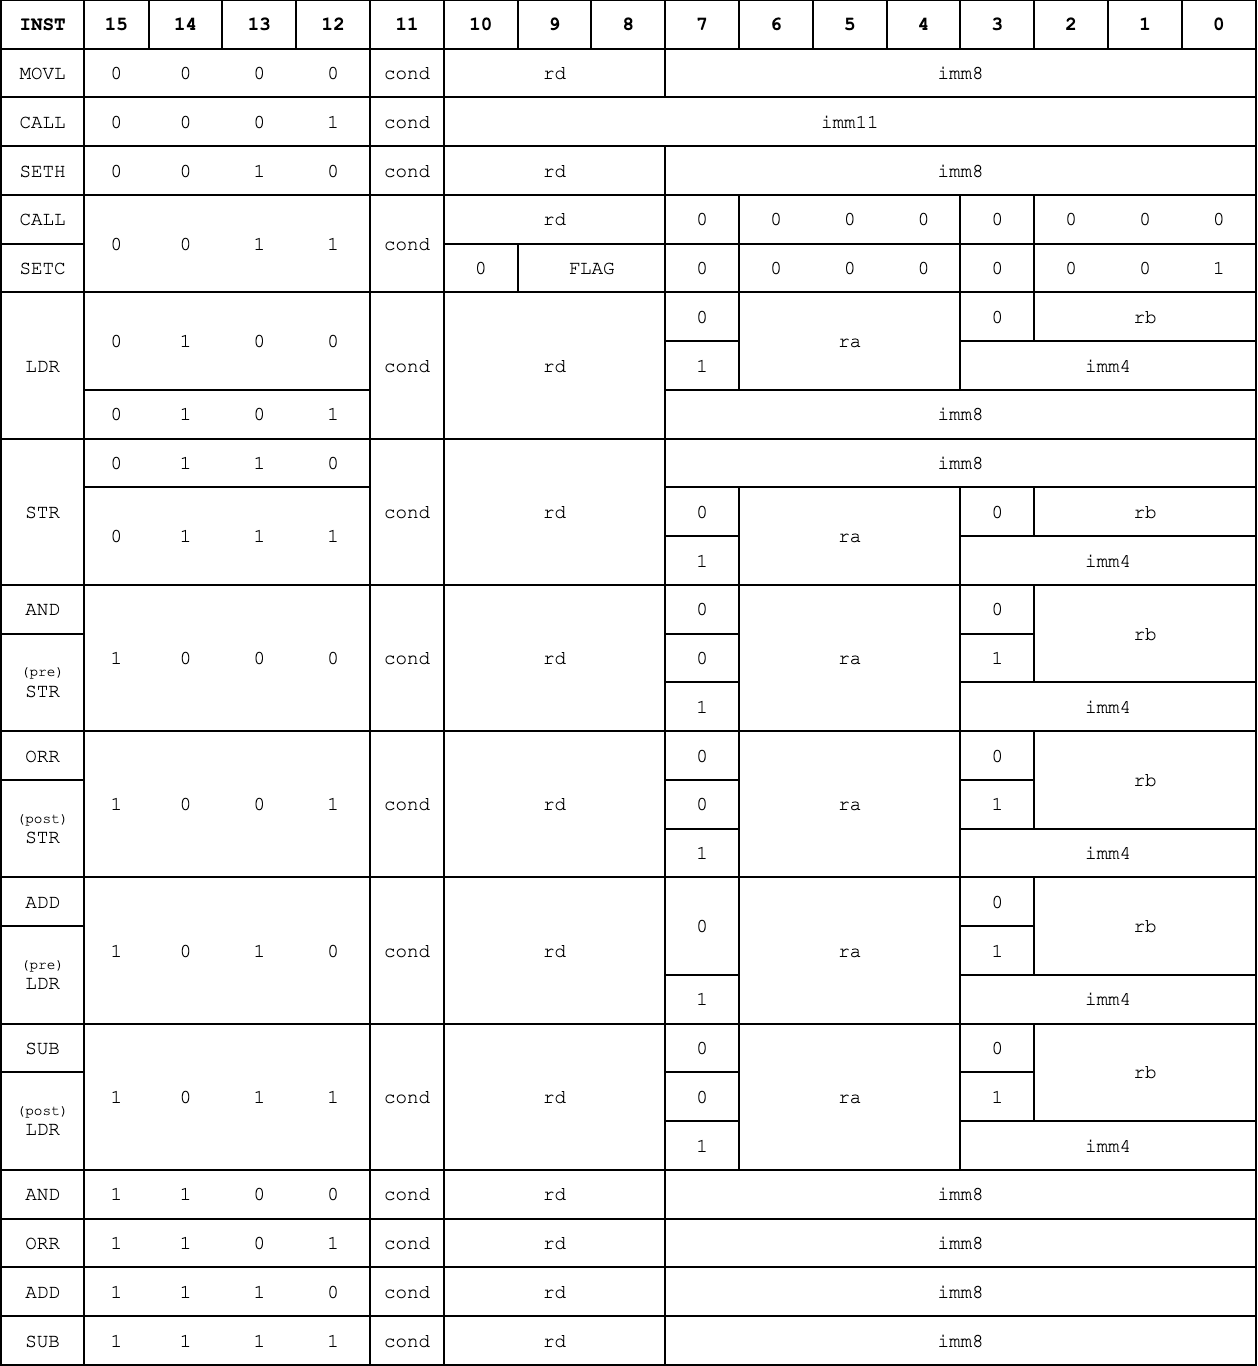 INST 15 14 13 12 11 10 9 8 7 6 5 4 3 2 1 0
MOVL 0 0 0 0 cond rd imm8
CALL 0 0 0 1 cond imm11
SETH 0 0 1 0 cond rd imm8
CALL rd 0 0 0 0 0 0 0 0
0 0 1 1 cond
SETC 0 FLAG 0 0 0 0 0 0 0 1
0 0 rb
0 1 0 0 ra
LDR cond rd 1 imm4
0 1 0 1 imm8
0 1 1 0 imm8
STR cond rd 0 0 rb
0 1 1 1 ra
1 imm4
AND 0 0
rb
(pre) 1 0 0 0 cond rd 0 ra 1
STR
1 imm4
ORR 0 0
rb
(post) 1 0 0 1 cond rd 0 ra 1
STR
1 imm4
ADD 0
0 rb
(pre) 1 0 1 0 cond rd ra 1
LDR
1 imm4
SUB 0 0
rb
(post) 1 0 1 1 cond rd 0 ra 1
LDR
1 imm4
AND 1 1 0 0 cond rd imm8
ORR 1 1 0 1 cond rd imm8
ADD 1 1 1 0 cond rd imm8
SUB 1 1 1 1 cond rd imm8